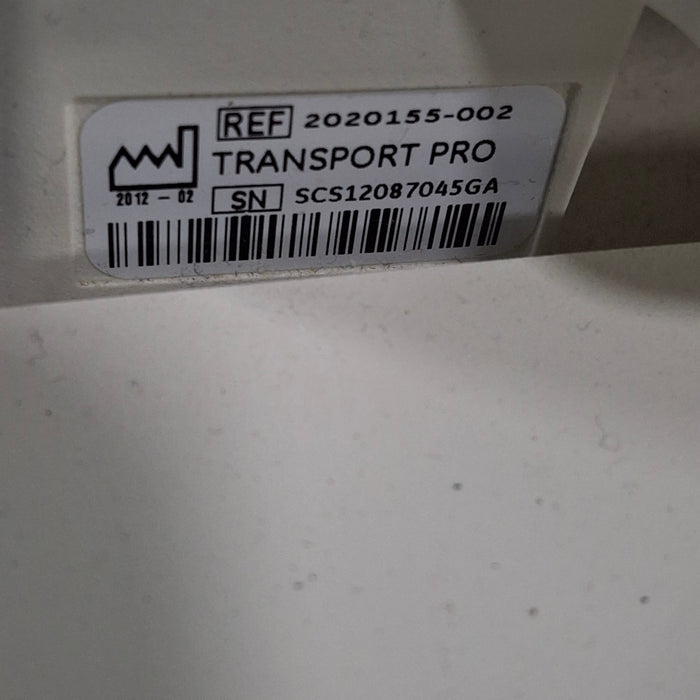 REF 2020155-002
TRANSPORT PRO
2012 - 02
SN SCS12087045GA